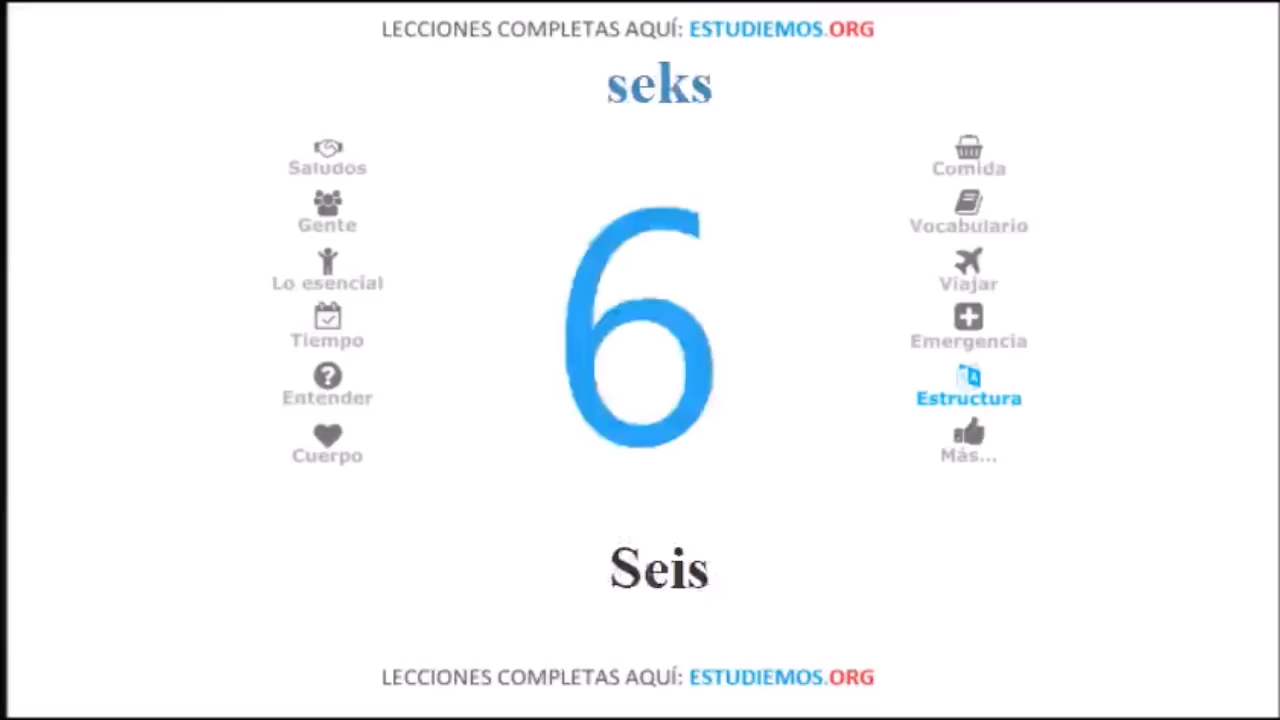 LECCIONES COMPLETAS AQUÍ: ESTUDIEMOS.ORG
seks
Saludos
Gente
Lo esencial
Tiempo
Entender
Cuerpo
6
Comida
Vocabulario
Viajar
Emergencia
Estructura
Más...
Seis
LECCIONES COMPLETAS AQUÍ: ESTUDIEMOS.ORG